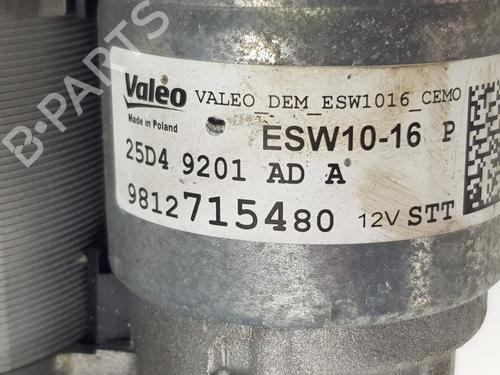 B-PARTS
Valeo VALEO_DEM_ESW1016_CEMO
Made in Poland
ESW10-16 P
25D4 9201 AD A
9812715480 12V STT